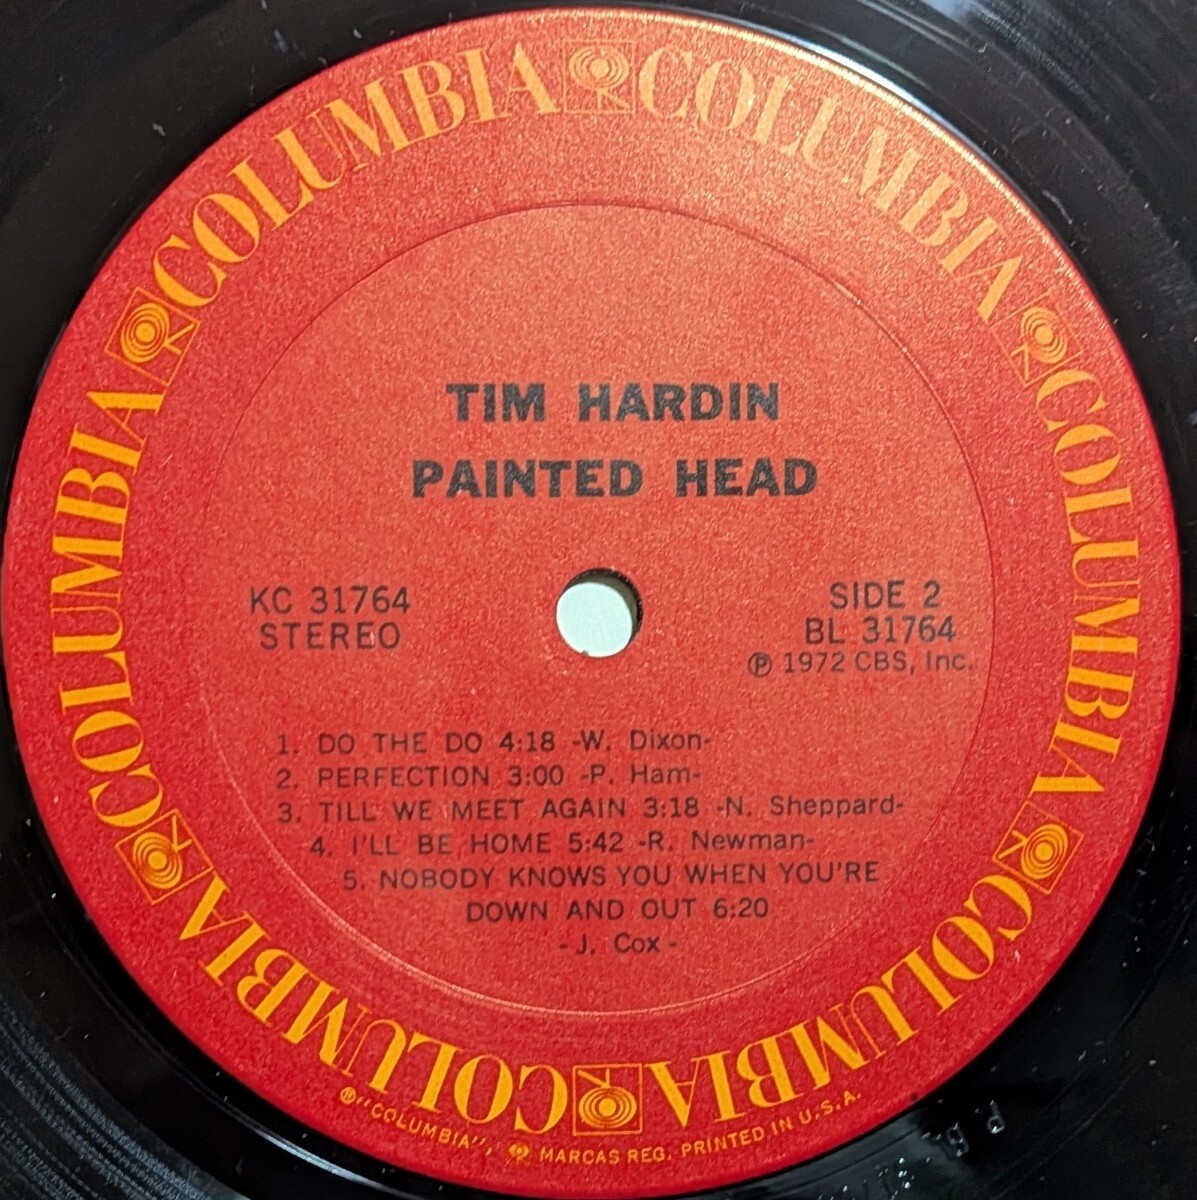 COLUMBIA COLUMBIA COLUMBIA COLUMBIA COLUMBIA COLUMBIA
TIM HARDIN
PAINTED HEAD
KC 31764
STEREO
SIDE 2
BL 31764
Ⓟ 1972 CBS, Inc.
1. DO THE DO 4:18 -W. Dixon-
2. PERFECTION 3:00 -P. Ham-
3. TILL WE MEET AGAIN 3:18 -N. Sheppard-
4. I'LL BE HOME 5:42 -R. Newman-
5. NOBODY KNOWS YOU WHEN YOU'RE
DOWN AND OUT 6:20
- J. Cox -
® "COLUMBIA", MARCAS REG. PRINTED IN U.S.A.